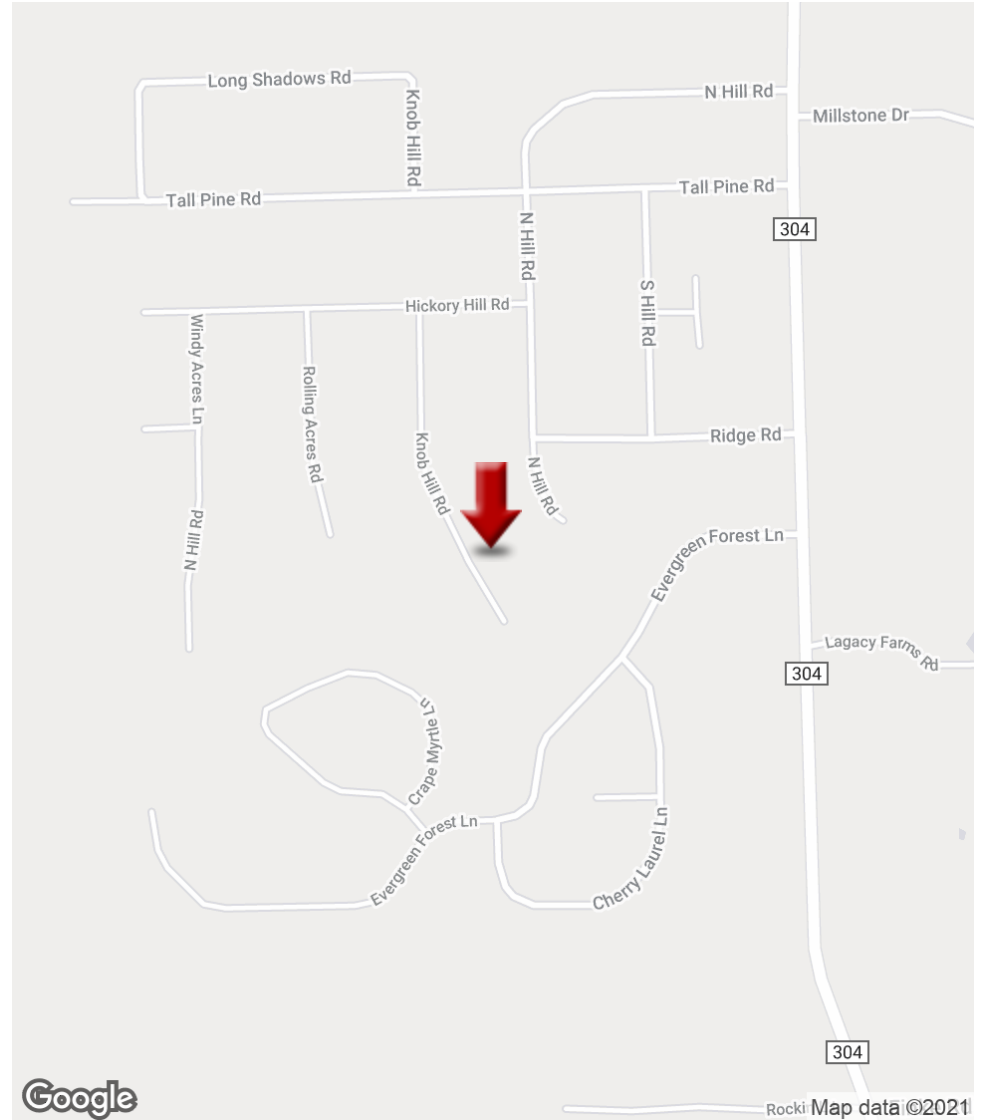 Long Shadows Rd
N Hill Rd
Knob Hill Rd
Millstone Dr
Tall Pine Rd
Tall Pine Rd
304
N Hill Rd
S Hill Rd
Hickory Hill Rd
Windy Acres Ln
Rolling Acres Rd
Ridge Rd
Knob Hill Rd
N Hill Rd
N Hill Rd
Evergreen Forest Ln
Lagacy Farms Rd
304
Crape Myrtle Ln
Evergreen Forest Ln
Cherry Laurel Ln
304
Google
Map data ©2021